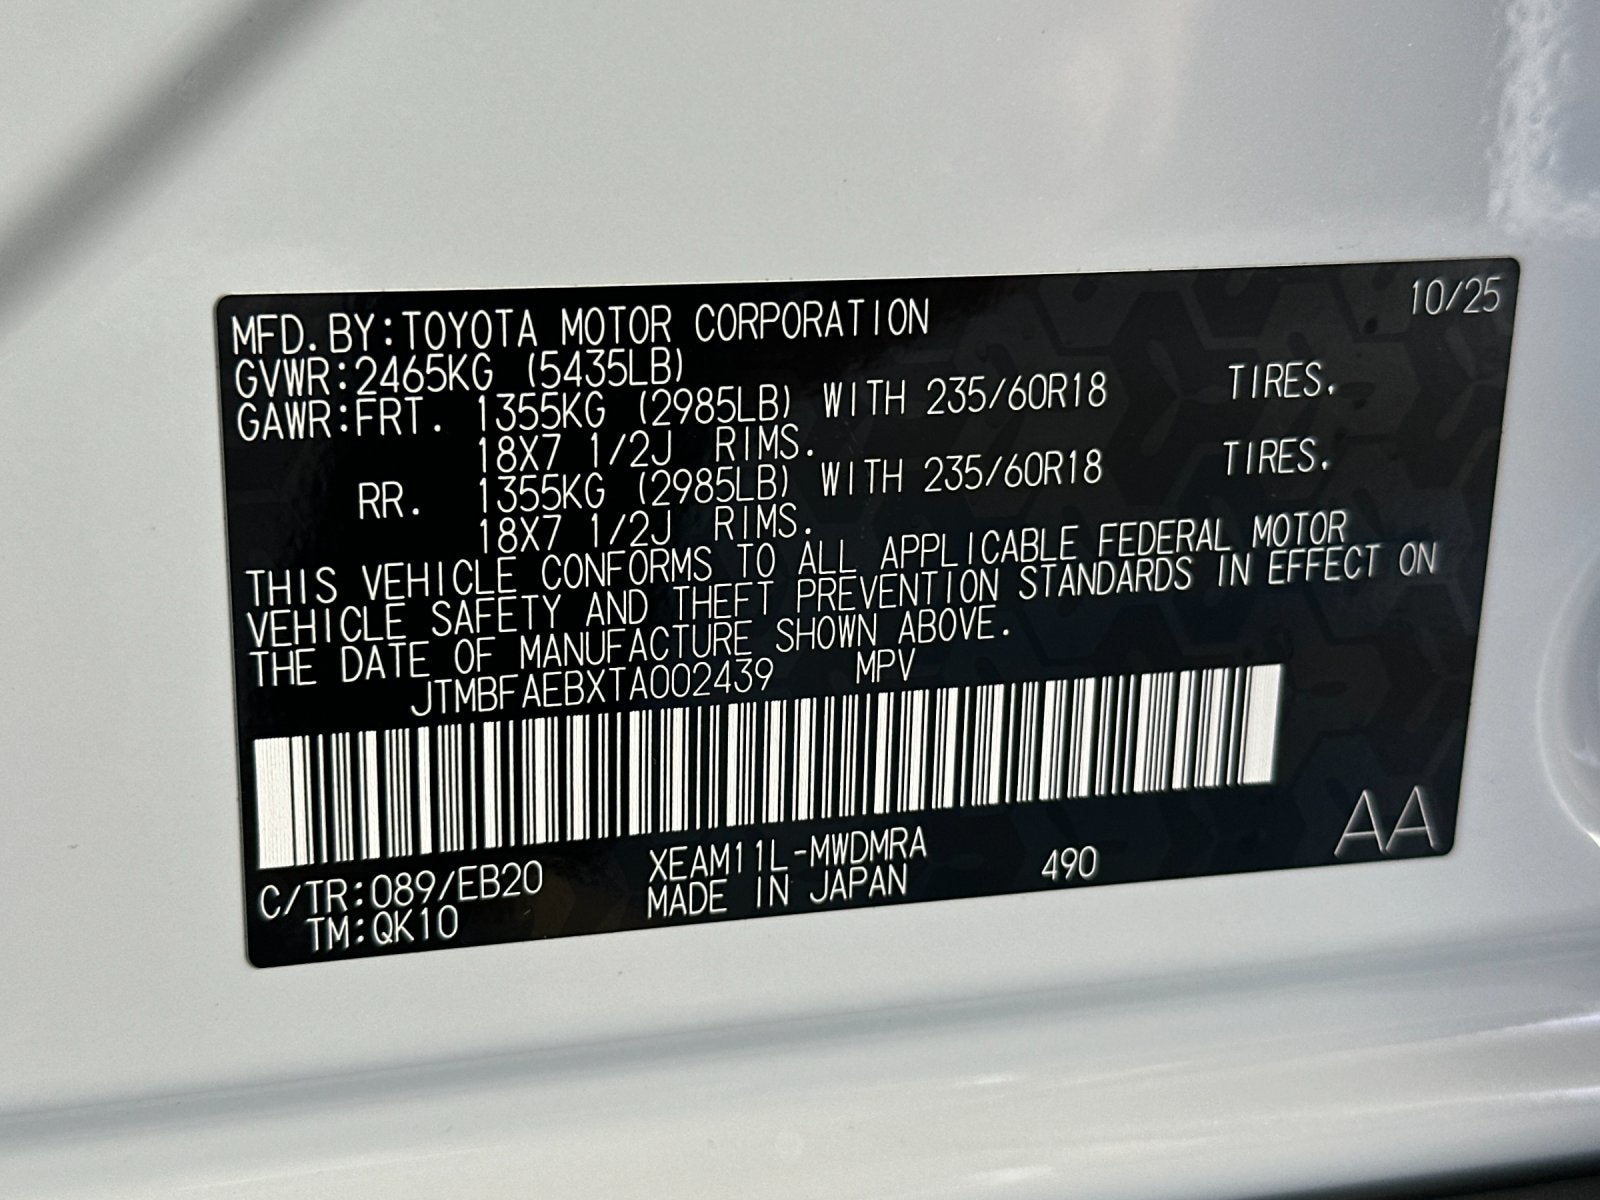 10/25
MFD.BY:TOYOTA MOTOR CORPORATION
GVWR:2465KG (5435LB)
GAWR:FRT. 1355KG (2985LB) WITH 235/60R18 TIRES.
18X7 1/2J RIMS.
RR. 1355KG (2985LB) WITH 235/60R18 TIRES.
18X7 1/2J RIMS.
THIS VEHICLE CONFORMS TO ALL APPLICABLE FEDERAL MOTOR
VEHICLE SAFETY AND THEFT PREVENTION STANDARDS IN EFFECT ON
THE DATE OF MANUFACTURE SHOWN ABOVE.
JTMBFAEBXTA002439 MPV
C/TR:089/EB20 XEAM11L-MWDMRA 490 AA
TM:QK10 MADE IN JAPAN